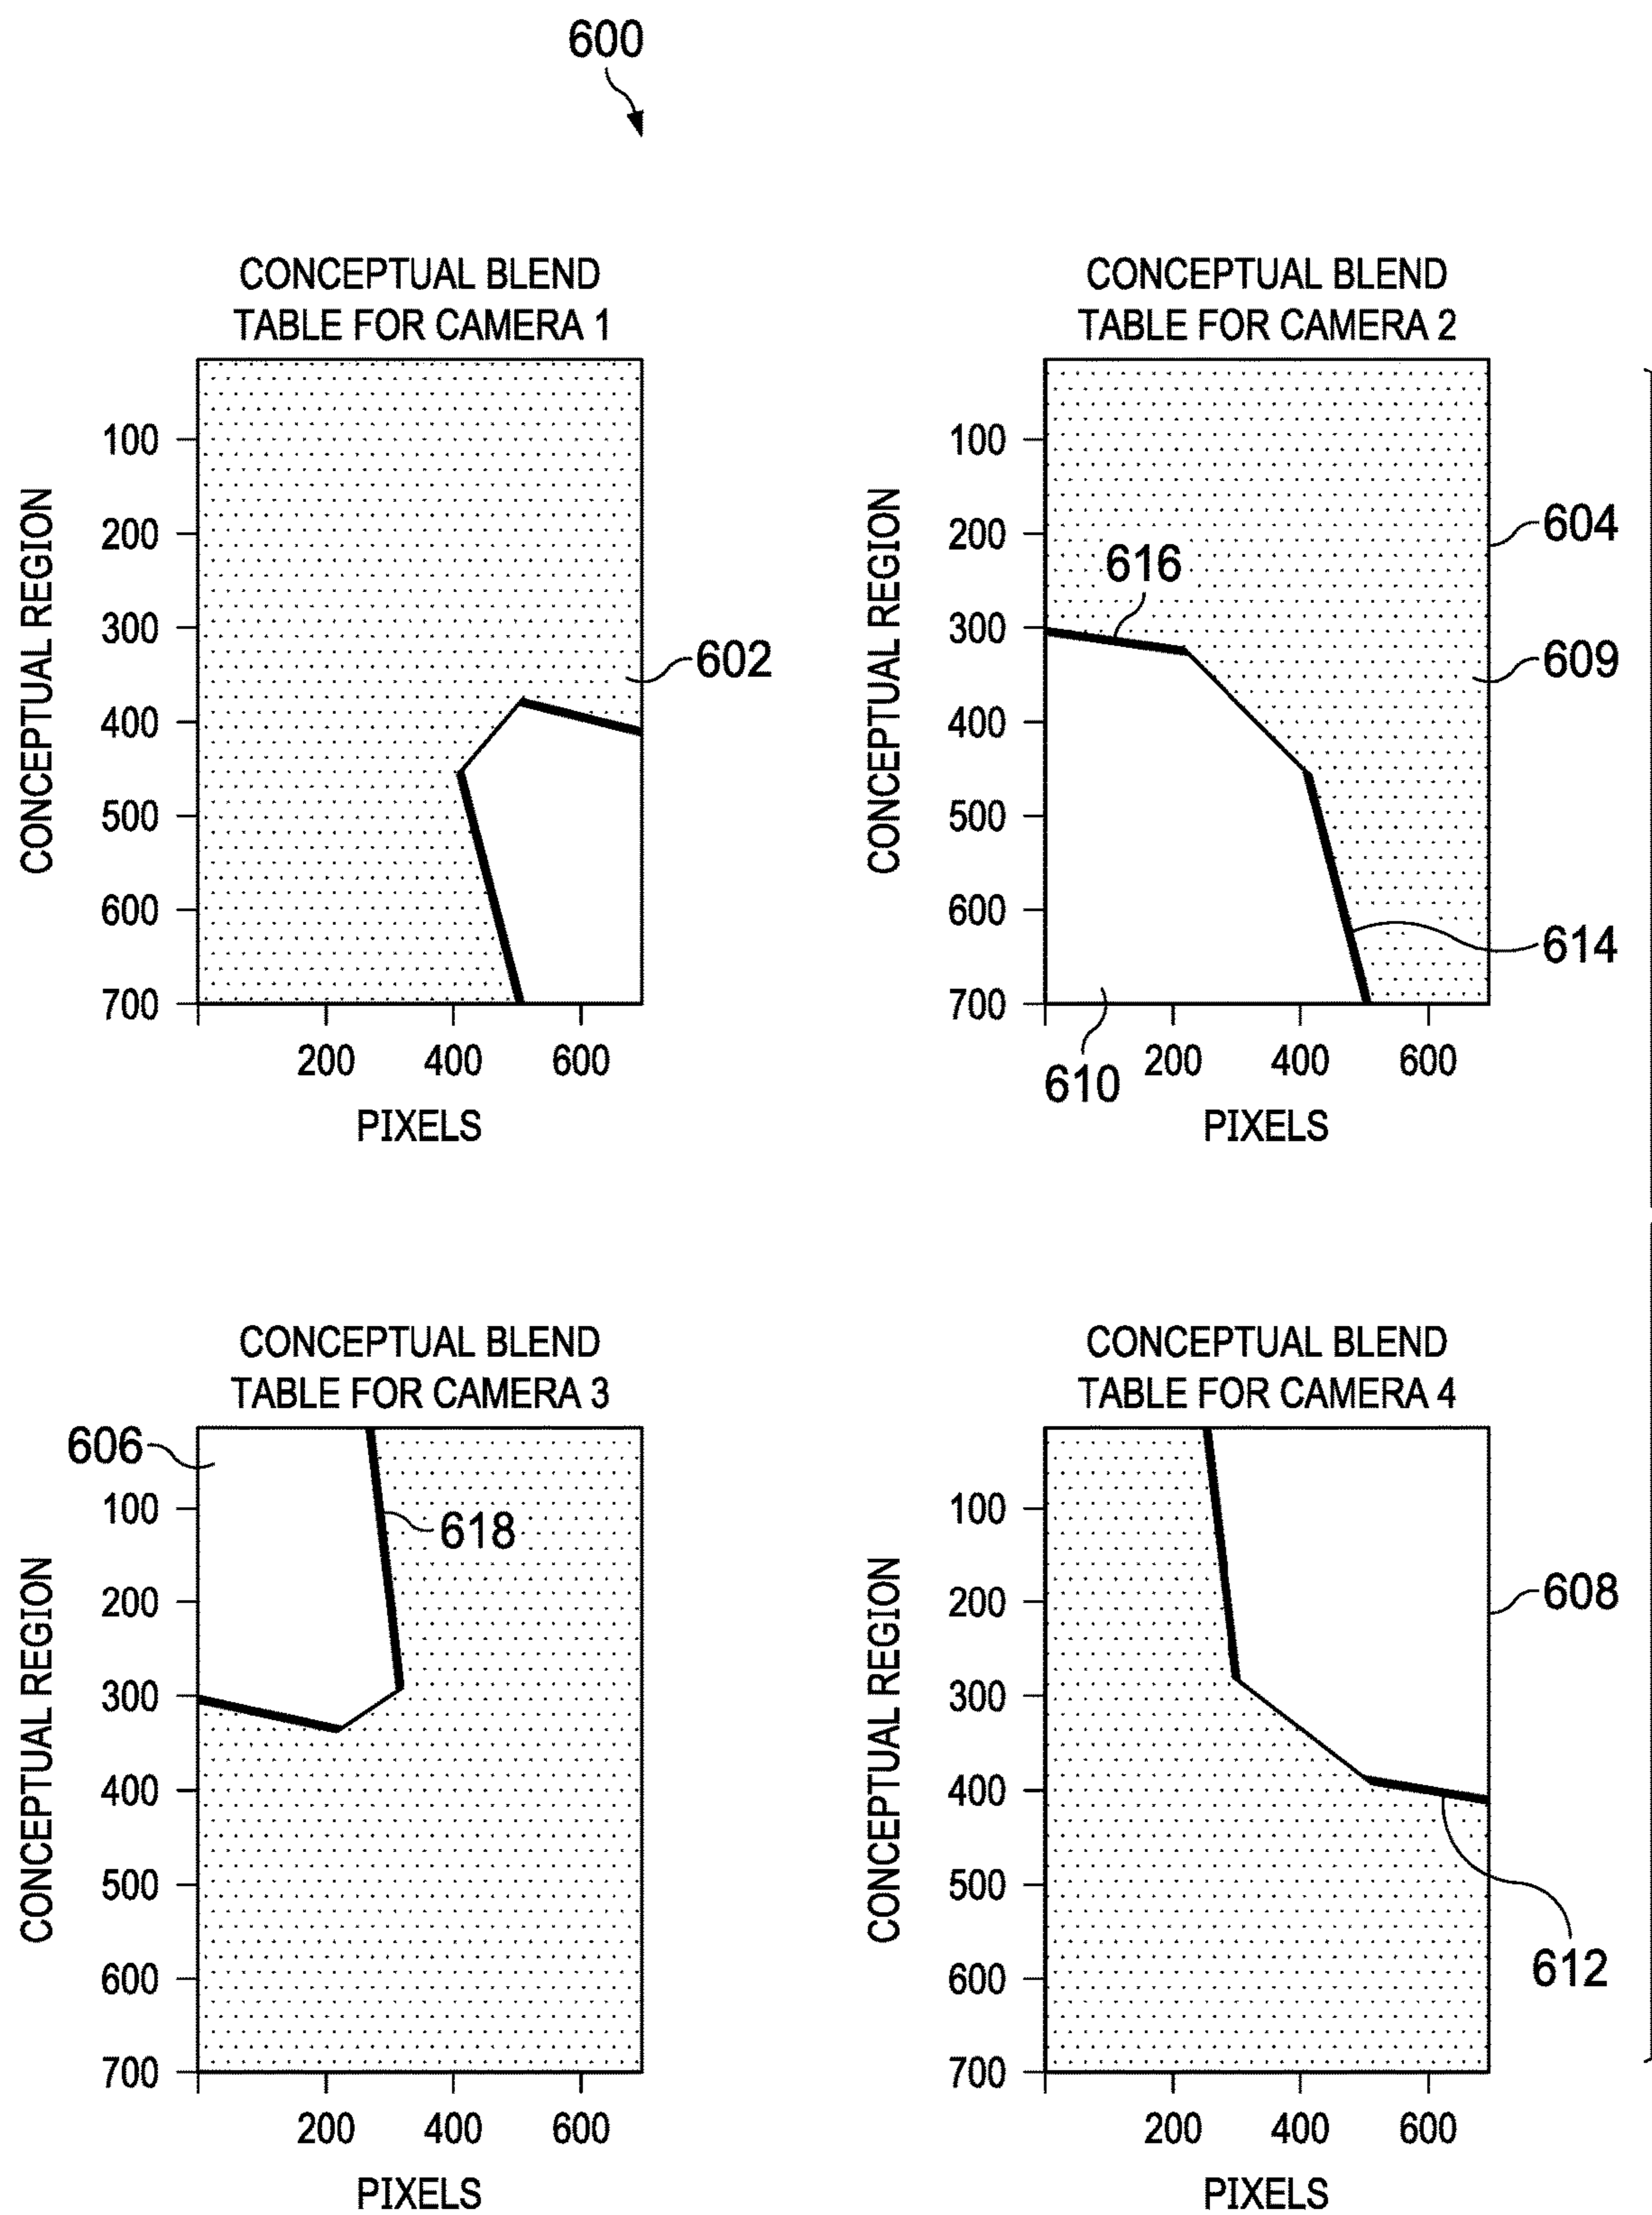 600
CONCEPTUAL BLEND
TABLE FOR CAMERA 1
CONCEPTUAL REGION
100
200
300
400
500
600
700
602
200 400 600
PIXELS
CONCEPTUAL BLEND
TABLE FOR CAMERA 2
CONCEPTUAL REGION
100
200
300
400
500
600
700
616
604
609
614
610
200 400 600
PIXELS
CONCEPTUAL BLEND
TABLE FOR CAMERA 3
606
CONCEPTUAL REGION
100
200
300
400
500
600
700
618
200 400 600
PIXELS
CONCEPTUAL BLEND
TABLE FOR CAMERA 4
CONCEPTUAL REGION
100
200
300
400
500
600
700
608
612
200 400 600
PIXELS